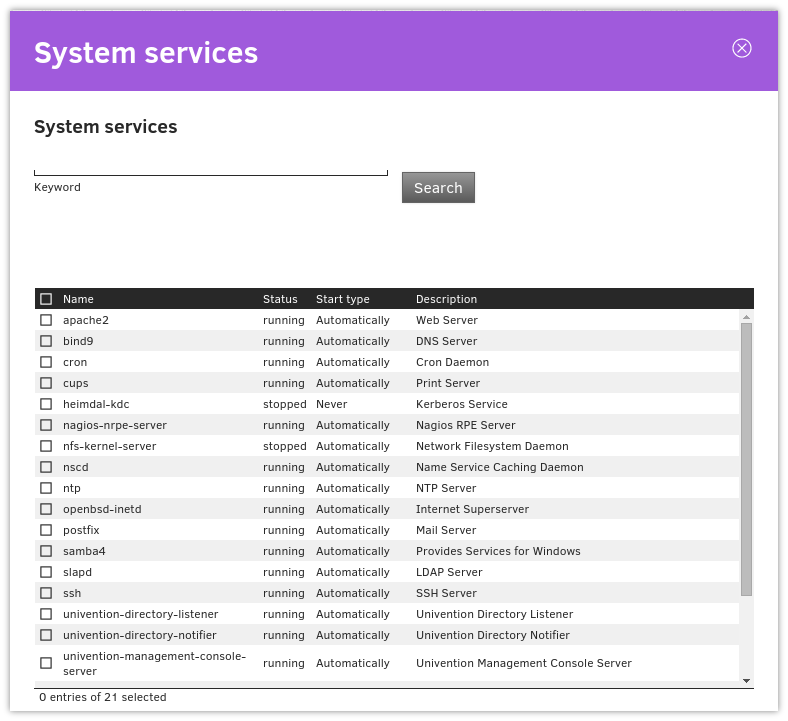 System services
System services
Keyword
Search
Name Status Start type Description
apache2 running Automatically Web Server
bind9 running Automatically DNS Server
cron running Automatically Cron Daemon
cups running Automatically Print Server
heimdal-kdc stopped Never Kerberos Service
nagios-nrpe-server running Automatically Nagios RPE Server
nfs-kernel-server stopped Automatically Network Filesystem Daemon
nscd running Automatically Name Service Caching Daemon
ntp running Automatically NTP Server
openbsd-inetd running Automatically Internet Superserver
postfix running Automatically Mail Server
samba4 running Automatically Provides Services for Windows
slapd running Automatically LDAP Server
ssh running Automatically SSH Server
univention-directory-listener running Automatically Univention Directory Listener
univention-directory-notifier running Automatically Univention Directory Notifier
univention-management-console-
server running Automatically Univention Management Console Server
0 entries of 21 selected